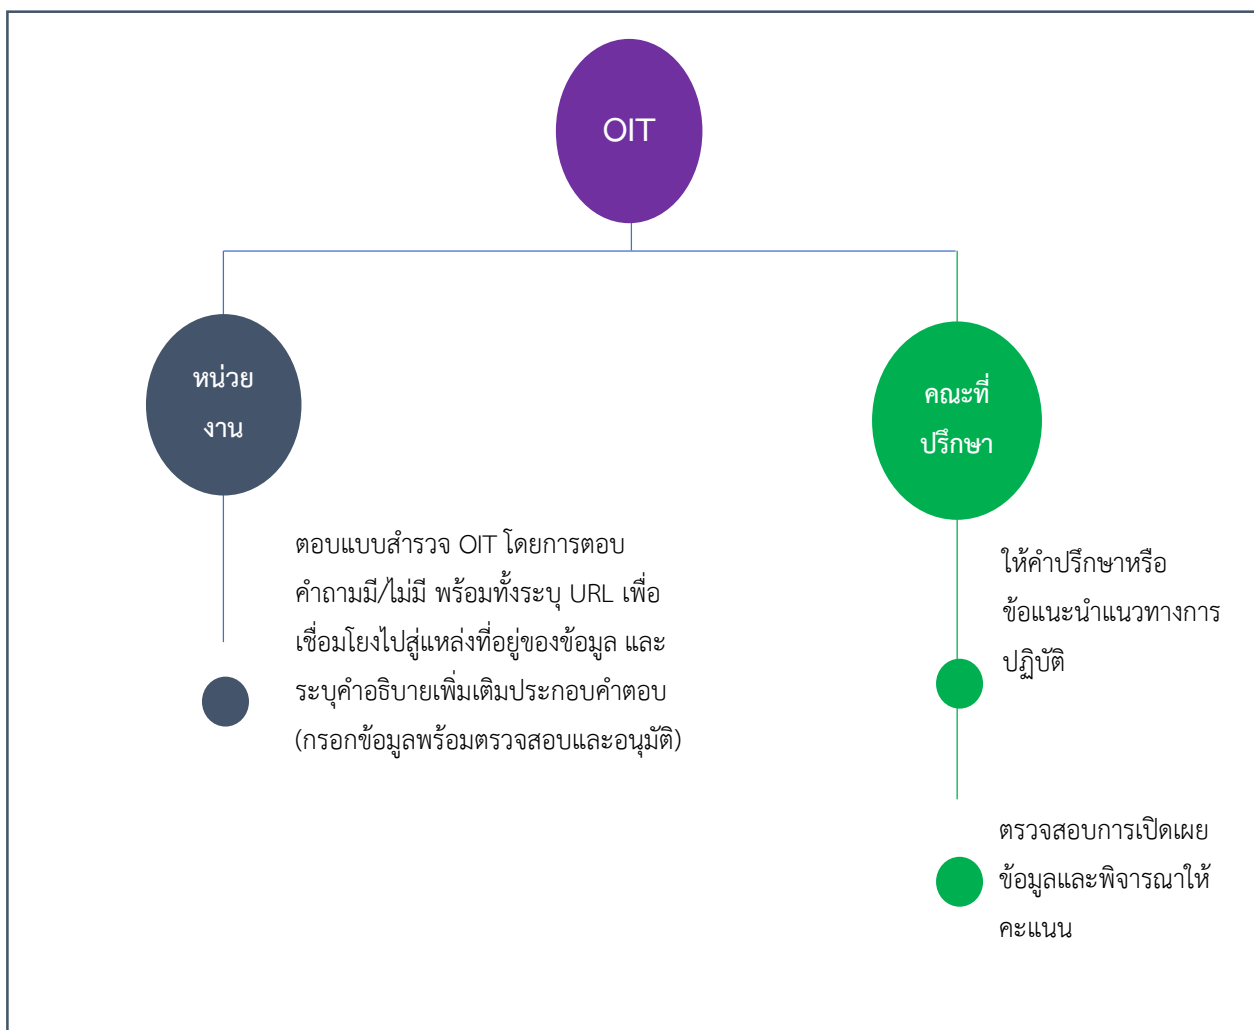 OIT
หน่วย
งาน
ตอบแบบสำรวจ OIT โดยการตอบ
คำถามมี/ไม่มี พร้อมทั้งระบุ URL เพื่อ
เชื่อมโยงไปสู่แหล่งที่อยู่ของข้อมูล และ
ระบุคำอธิบายเพิ่มเติมประกอบคำตอบ
(กรอกข้อมูลพร้อมตรวจสอบและอนุมัติ)
คณะที่
ปรึกษา
ให้คำปรึกษาหรือ
ข้อแนะนำแนวทางการ
ปฏิบัติ
ตรวจสอบการเปิดเผย
ข้อมูลและพิจารณาให้
คะแนน